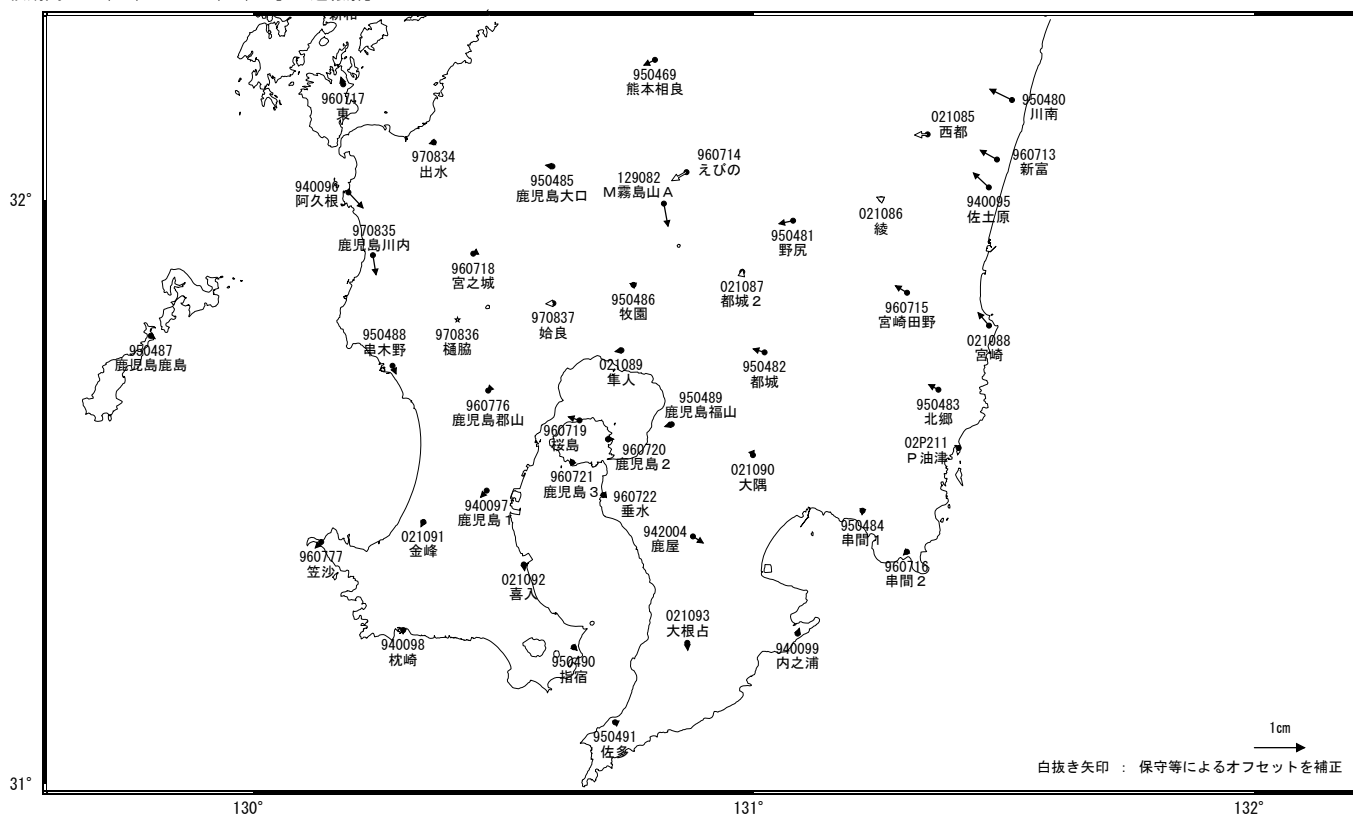 950469
熊本相良
960717
東
950480
川南
021085
西都
970834
出水
960713
新富
960714
えびの
950485
鹿児島大口
129082
M霧島山A
940096
阿久根
32°
940095
佐土原
021086
綾
970835
鹿児島川内
950481
野尻
960718
宮之城
021087
都城2
950486
牧園
960715
宮崎田野
970837
姶良
970836
樋脇
950488
串木野
950487
鹿児島鹿島
021088
宮崎
021089
隼人
950482
都城
960776
鹿児島郡山
950489
鹿児島福山
950483
北郷
960719
桜島
960720
鹿児島2
02P211
P油津
960721
鹿児島3
021090
大隅
940097
鹿児島1
960722
垂水
950484
串間1
021091
金峰
942004
鹿屋
960777
笠沙
960716
串間2
021092
喜入
021093
大根占
940098
枕崎
950490
指宿
940099
内之浦
950491
佐多
1cm
白抜き矢印 : 保守等によるオフセットを補正
31°
130°
131°
132°